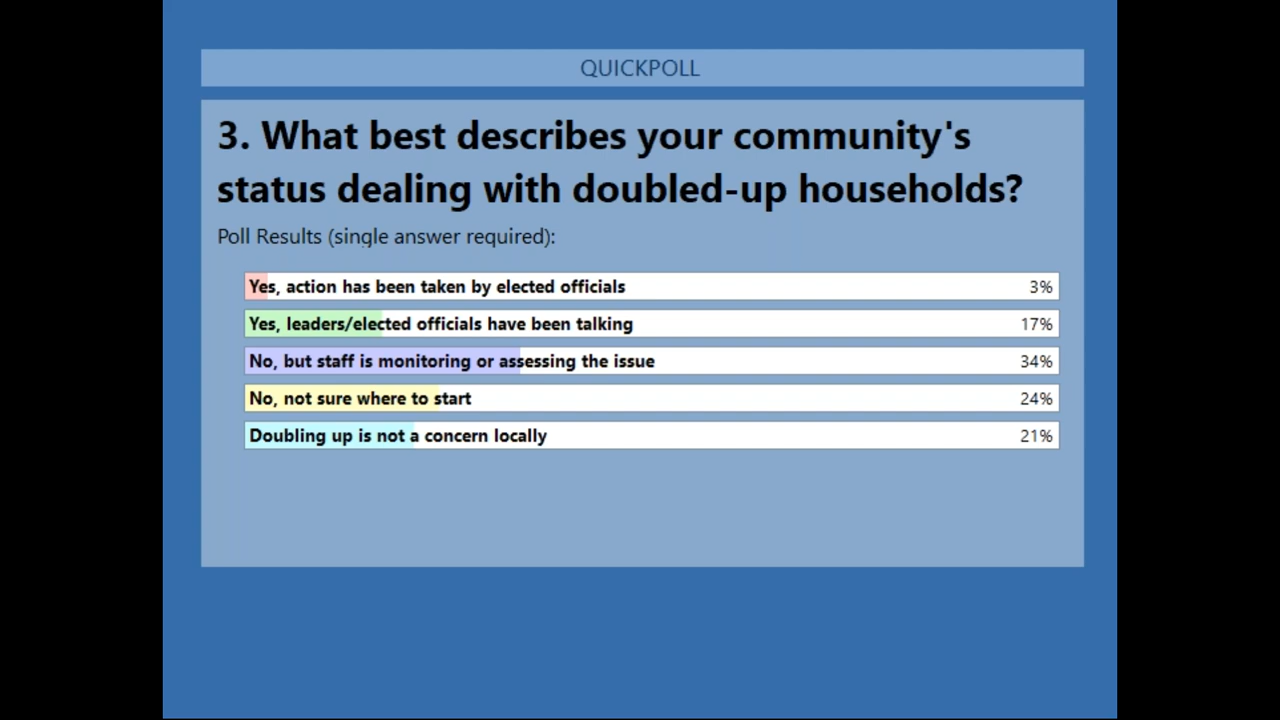 QUICKPOLL
3. What best describes your community's
status dealing with doubled-up households?
Poll Results (single answer required):
Yes, action has been taken by elected officials 3%
Yes, leaders/elected officials have been talking 17%
No, but staff is monitoring or assessing the issue 34%
No, not sure where to start 24%
Doubling up is not a concern locally 21%